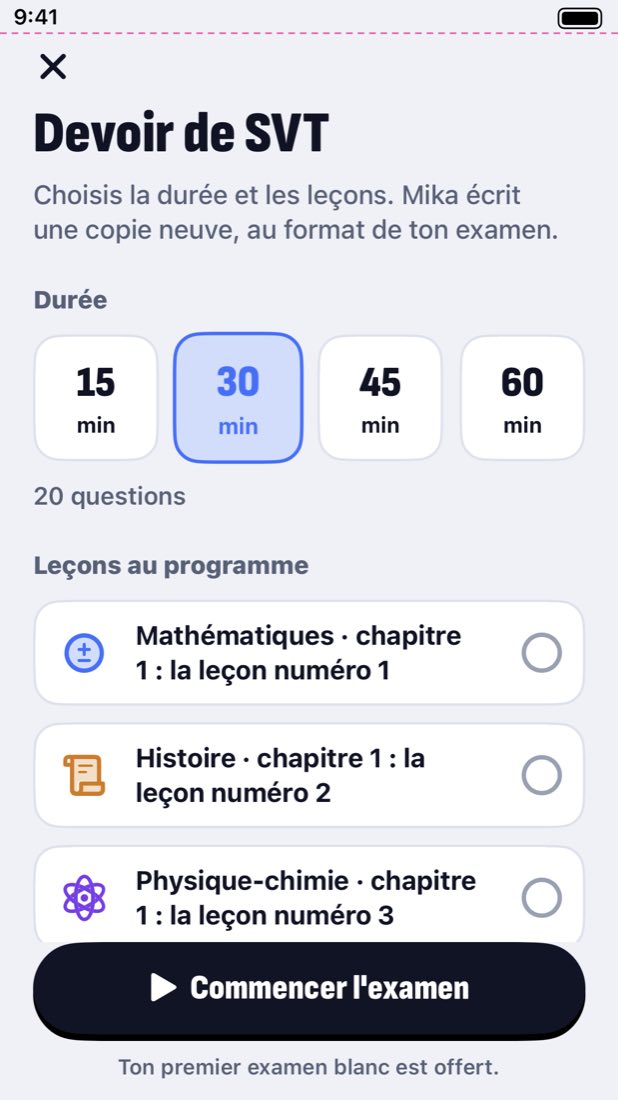 9:41
Devoir de SVT
Choisis la durée et les leçons. Mika écrit
une copie neuve, au format de ton examen.
Durée
15 30 45 60
min min min min
20 questions
Leçons au programme
Mathématiques · chapitre
1 : la leçon numéro 1
Histoire · chapitre 1 : la
leçon numéro 2
Physique-chimie · chapitre
1 : la leçon numéro 3
Commencer l'examen
Ton premier examen blanc est offert.